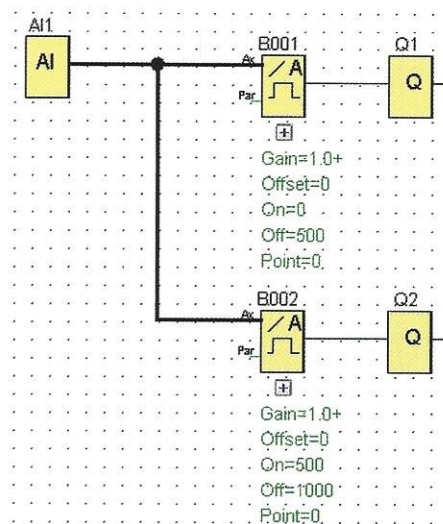 AI1
AI
B001
Ax
A
Par
Gain=1.0+
Offset=0
On=0
Off=500
Point=0
Q1
Q
B002
Ax
A
Par
Gain=1.0+
Offset=0
On=500
Off=1000
Point=0
Q2
Q